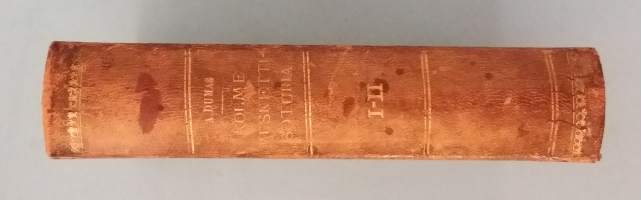 A.DUMAS
KOLME
MUSKETTI-
SOTURIA
I-II